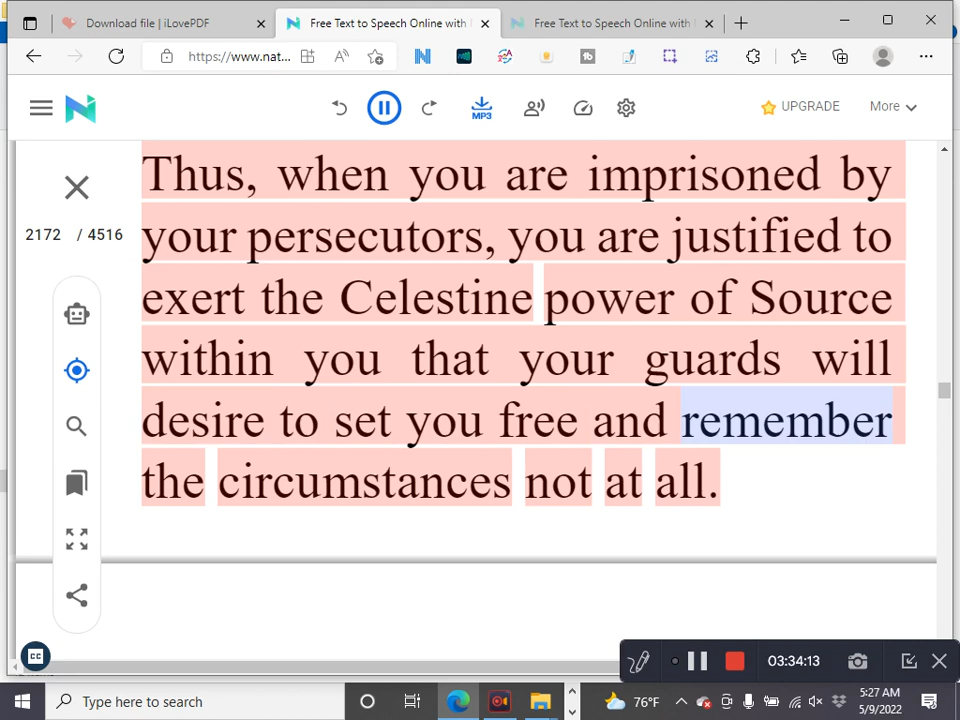 Download file | iLovePDF
Free Text to Speech Online with
Free Text to Speech Online with
https://www.nat...
MP3
UPGRADE
More
Thus, when you are imprisoned by
your persecutors, you are justified to
exert the Celestine power of Source
within you that your guards will
desire to set you free and remember
the circumstances not at all.
2172 / 4516
CC
03:34:13
Type here to search
76°F
5:27 AM
5/9/2022